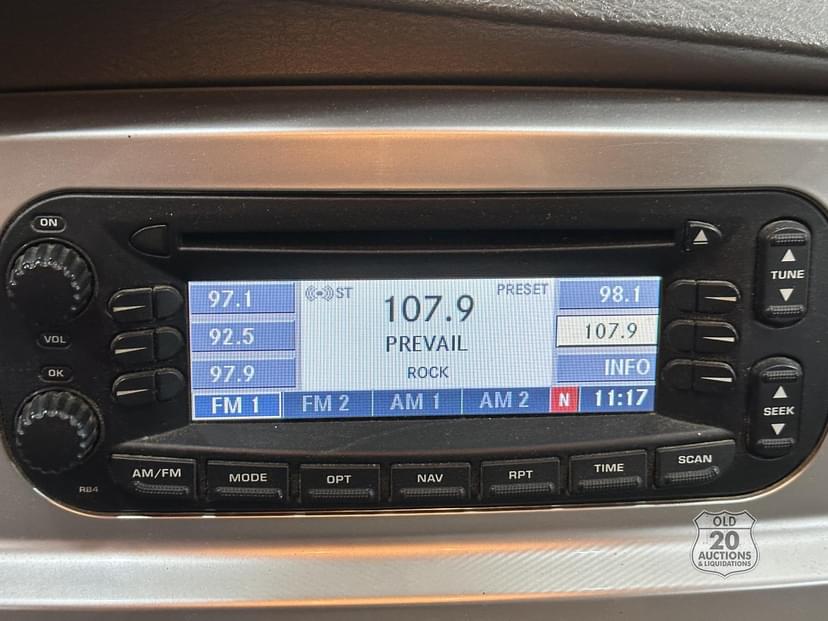 ON
VOL
OK
RB4
TUNE
SEEK
97.1
92.5
97.9
ST
PRESET
107.9
PREVAIL
ROCK
98.1
107.9
INFO
FM 1 FM 2 AM 1 AM 2 N 11:17
AM/FM MODE OPT NAV RPT TIME SCAN
OLD
20
AUCTIONS
& LIQUIDATIONS